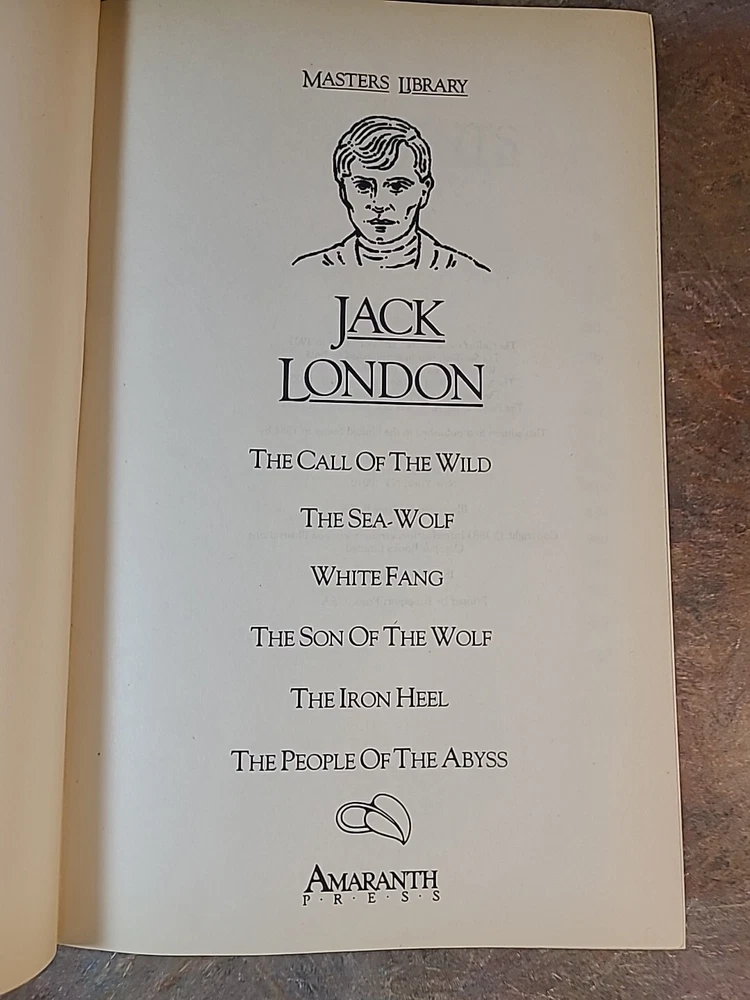 MASTERS LIBRARY
JACK
LONDON
THE CALL OF THE WILD
THE SEA-WOLF
WHITE FANG
THE SON OF THE WOLF
THE IRON HEEL
THE PEOPLE OF THE ABYSS
AMARANTH
P·R·E·S·S